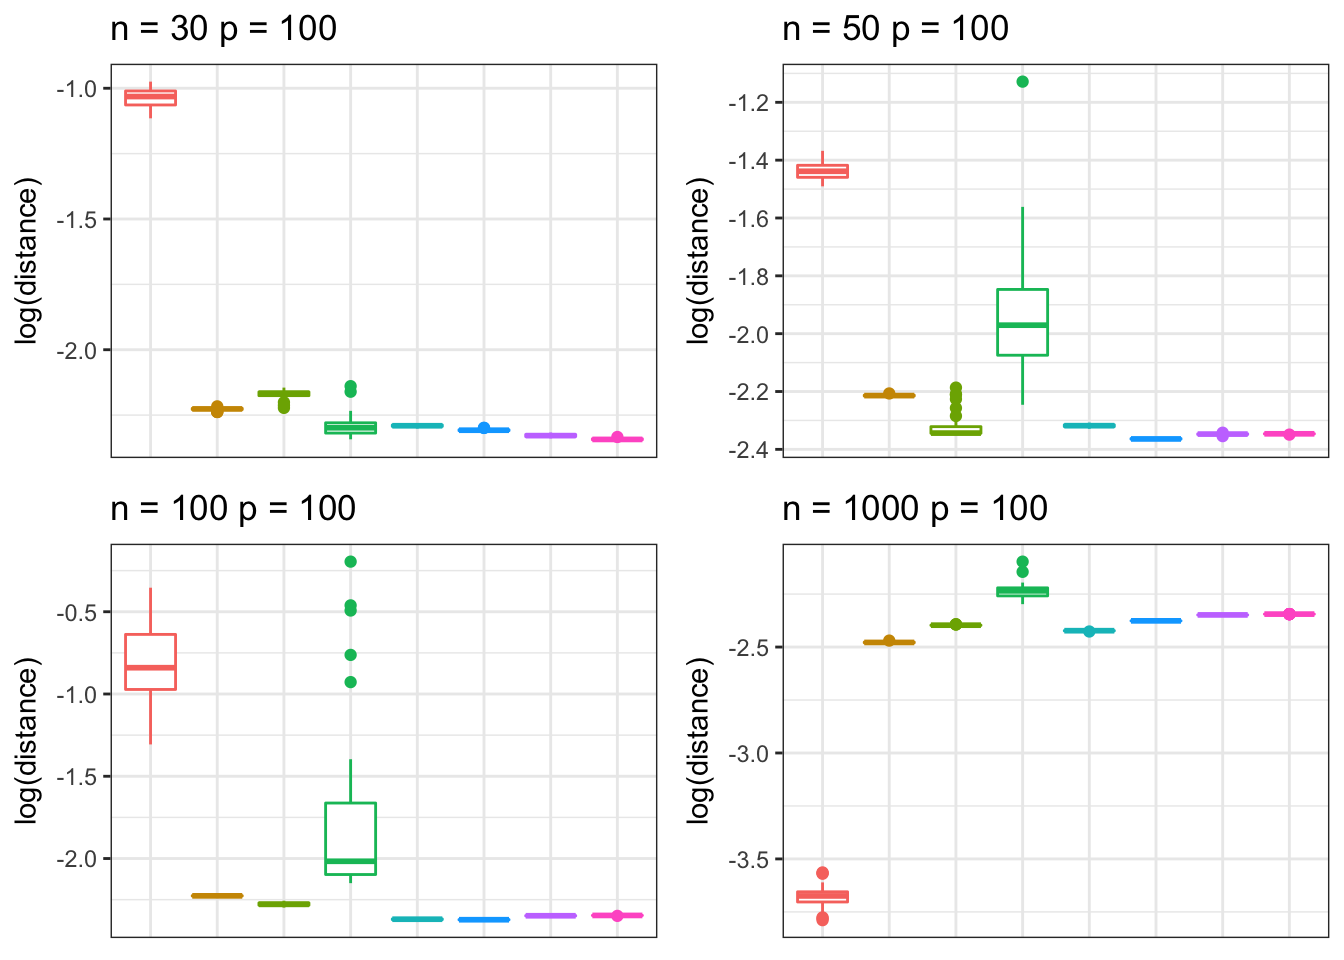 n = 30 p = 100
-1.0
-1.5
-2.0
log(distance)
n = 50 p = 100
-1.2
-1.4
-1.6
-1.8
-2.0
-2.2
-2.4
log(distance)
n = 100 p = 100
-0.5
-1.0
-1.5
-2.0
log(distance)
n = 1000 p = 100
-2.5
-3.0
-3.5
log(distance)